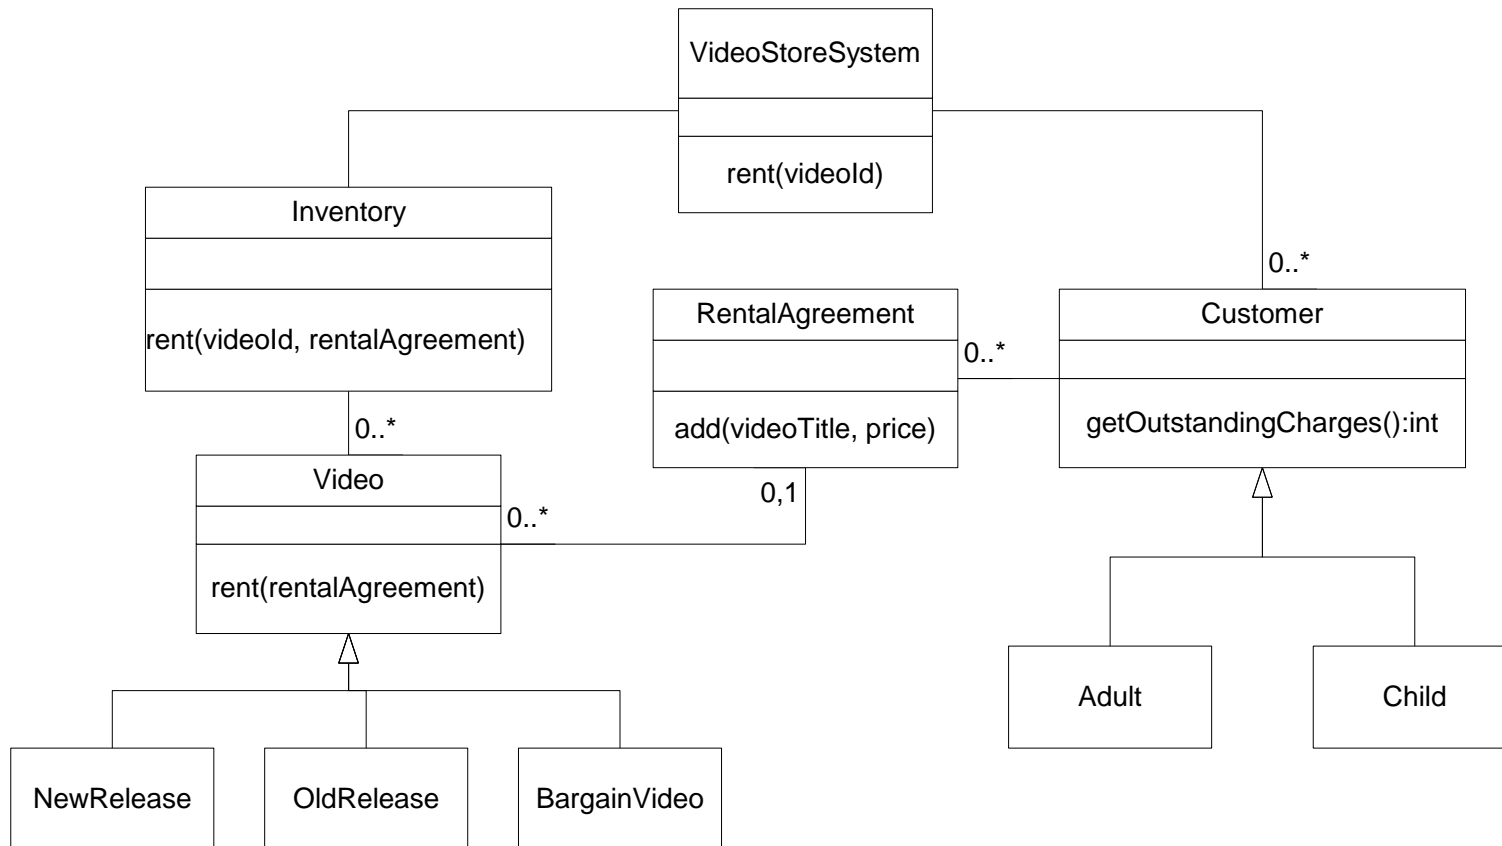 VideoStoreSystem
rent(videoId)
Inventory
rent(videoId, rentalAgreement)
0..*
RentalAgreement
add(videoTitle, price)
0..*
Customer
getOutstandingCharges():int
0..*
Video
rent(rentalAgreement)
0..*
0,1
Adult
Child
NewRelease
OldRelease
BargainVideo